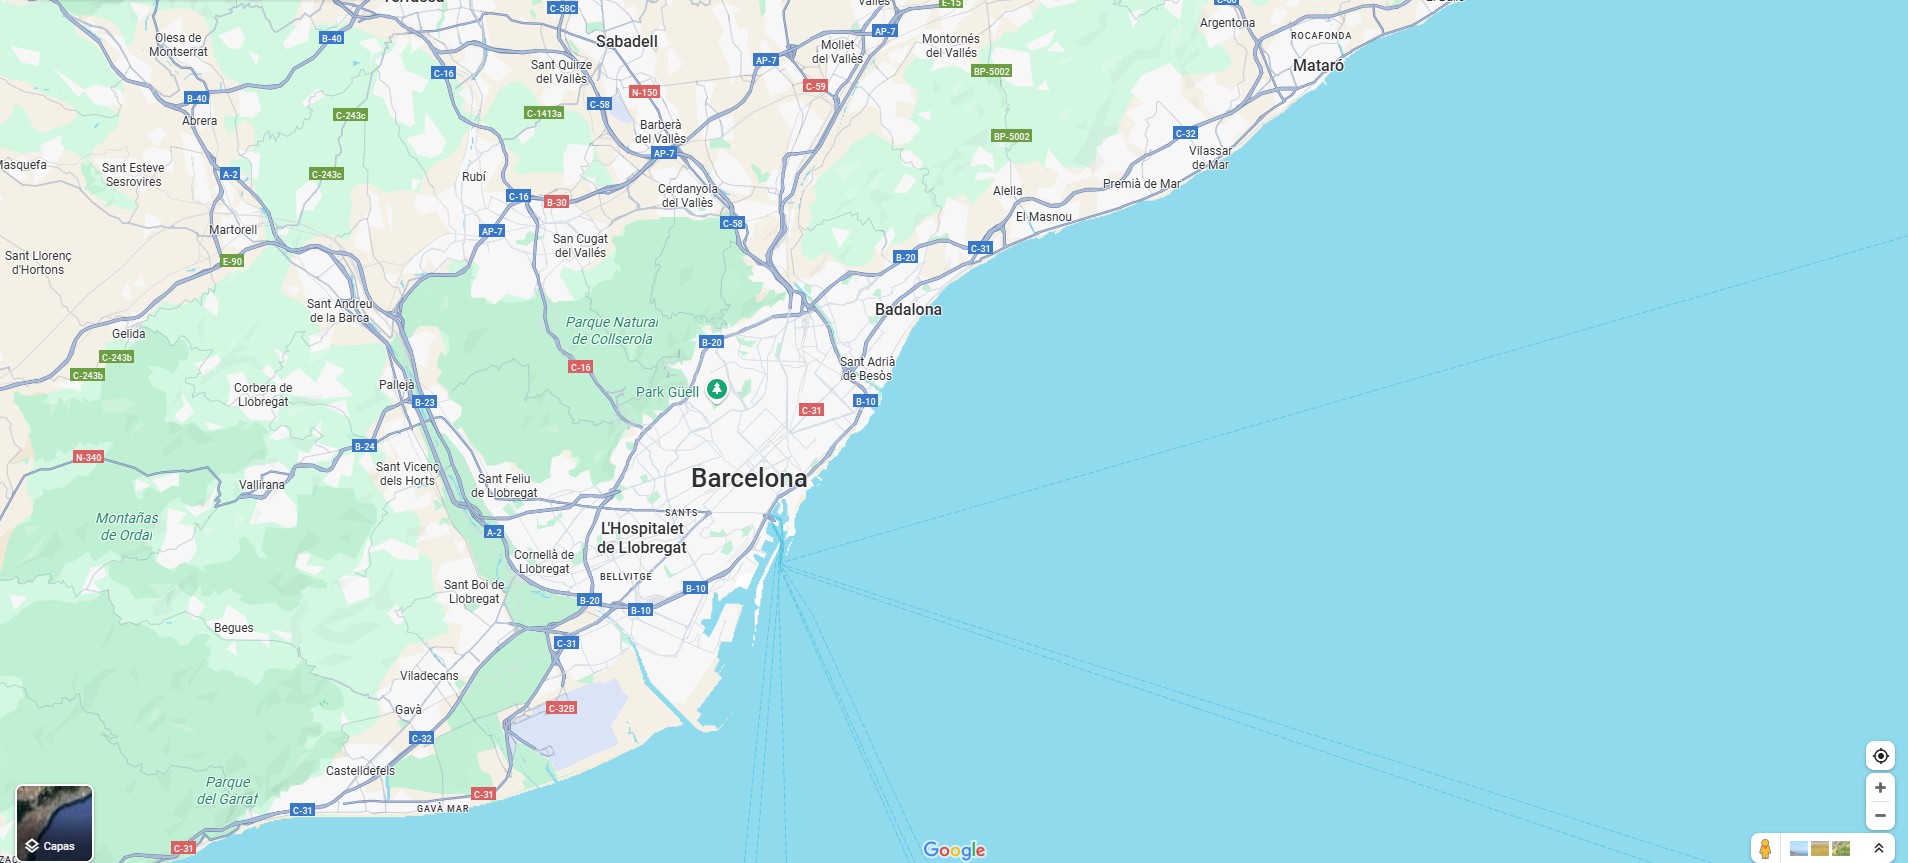 Terrassa
C-58C
E-15
C-60
Argentona
Olesa de
Montserrat
B-40
Sabadell
AP-7
Mollet
del Vallès
Montornés
del Vallés
ROCAFONDA
Mataró
C-16
Sant Quirze
del Vallès
AP-7
BP-5002
C-59
N-150
B-40
C-58
Abrera
C-243c
C-1413a
Barberà
del Vallès
BP-5002
C-32
AP-7
Vilassar
de Mar
Masquefa
Sant Esteve
Sesrovires
A-2
C-243c
Rubí
C-16
B-30
Cerdanyola
del Vallès
Alella
Premià de Mar
El Masnou
Martorell
AP-7
C-58
San Cugat
del Vallés
C-31
B-20
Sant Llorenç
d'Hortons
E-90
Sant Andreu
de la Barca
Badalona
Parque Natural
de Collserola
Gelida
B-20
C-243b
C-243b
C-16
Sant Adrià
de Besòs
Corbera de
Llobregat
Pallejà
Park Güell
B-23
C-31
B-10
B-24
N-340
Sant Vicenç
dels Horts
Vallirana
Sant Feliu
de Llobregat
Barcelona
SANTS
Montañas
de Ordal
A-2
L'Hospitalet
de Llobregat
Cornellà de
Llobregat
BELLVITGE
Sant Boi de
Llobregat
B-10
B-20
B-10
Begues
C-31
Viladecans
Gavà
C-32B
C-32
Castelldefels
Parque
del Garraf
C-31
GAVÀ MAR
C-31
C-31
Capas
Google